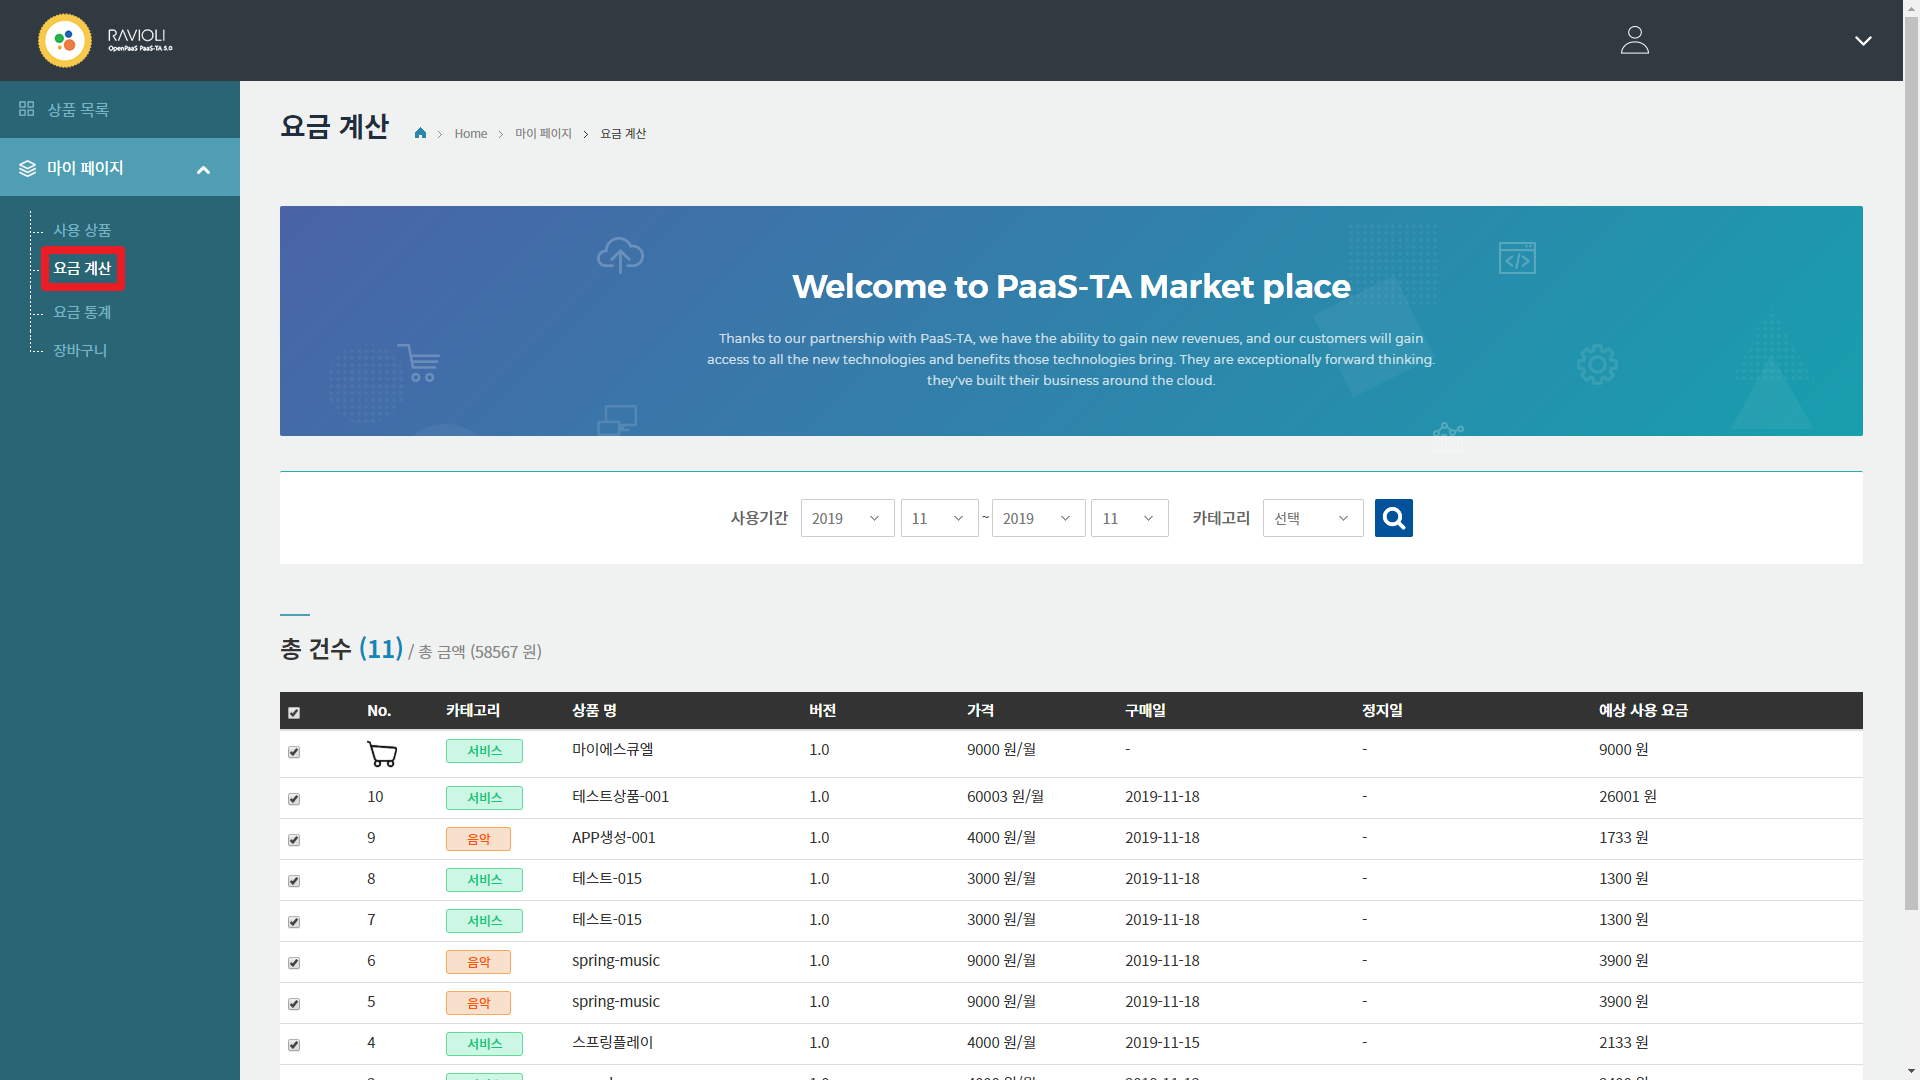 RAVIOLI
OpenPaaS PaaS-TA 5.0
상품 목록
마이 페이지
사용 상품
요금 계산
요금 통계
장바구니
요금 계산
Home
마이 페이지
요금 계산
Welcome to PaaS-TA Market place
Thanks to our partnership with PaaS-TA, we have the ability to gain new revenues, and our customers will gain
access to all the new technologies and benefits those technologies bring. They are exceptionally forward thinking.
they've built their business around the cloud.
사용기간 2019 11 ~ 2019 11 카테고리 선택
총 건수 (11) / 총 금액 (58567 원)
No. 카테고리 상품 명 버전 가격 구매일 정지일 예상 사용 요금
서비스 마이에스큐엘 1.0 9000 원/월 - - 9000 원
10 서비스 테스트상품-001 1.0 60003 원/월 2019-11-18 - 26001 원
9 음악 APP생성-001 1.0 4000 원/월 2019-11-18 - 1733 원
8 서비스 테스트-015 1.0 3000 원/월 2019-11-18 - 1300 원
7 서비스 테스트-015 1.0 3000 원/월 2019-11-18 - 1300 원
6 음악 spring-music 1.0 9000 원/월 2019-11-18 - 3900 원
5 음악 spring-music 1.0 9000 원/월 2019-11-18 - 3900 원
4 서비스 스프링플레이 1.0 4000 원/월 2019-11-15 - 2133 원